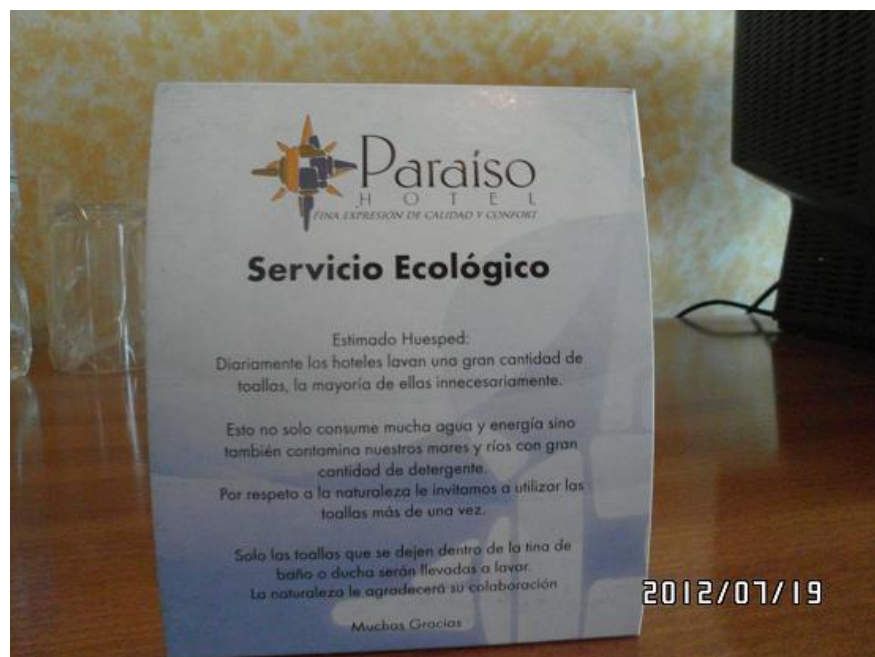 Paraíso
HOTEL
FINA EXPRESIÓN DE CALIDAD Y CONFORT
Servicio Ecológico
Estimado Huesped:
Diariamente los hoteles lavan una gran cantidad de
toallas, la mayoría de ellas innecesariamente.
Esto no solo consume mucha agua y energía sino
también contamina nuestros mares y ríos con gran
cantidad de detergente.
Por respeto a la naturaleza le invitamos a utilizar las
toallas más de una vez.
Solo las toallas que se dejen dentro de la tina de
baño o ducha serán llevadas a lavar.
La naturaleza le agradecerá su colaboración
Muchas Gracias
2012/07/19